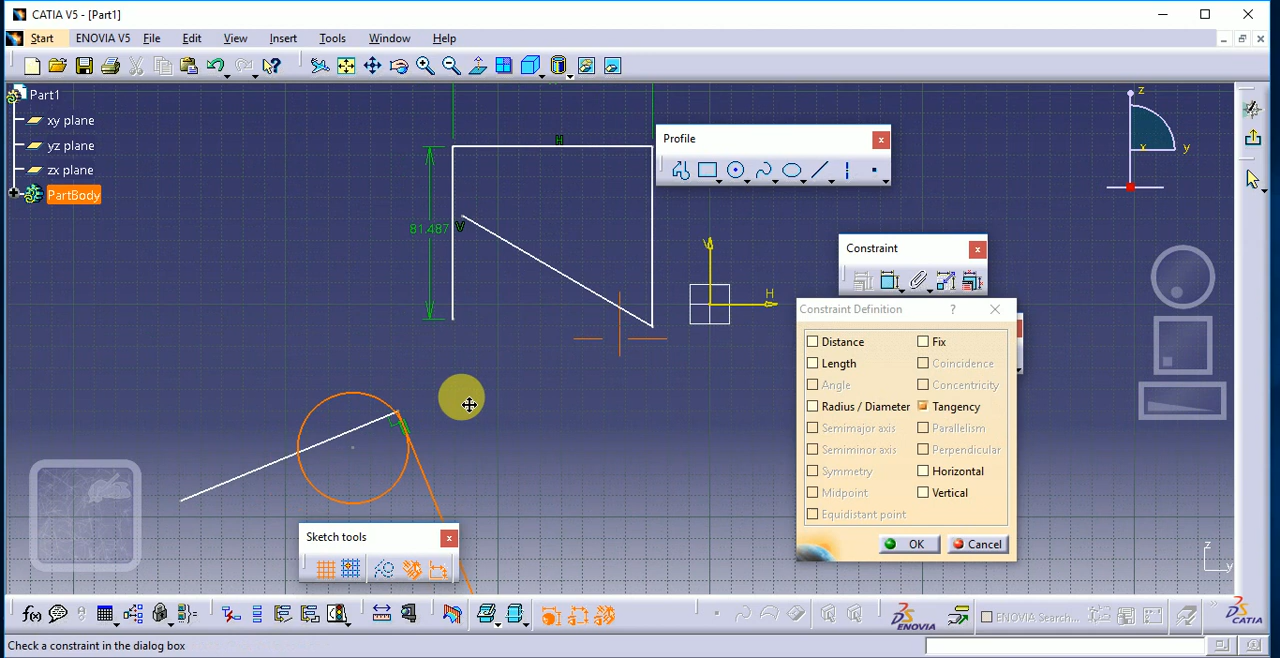 CATIA V5 - [Part1]
Start ENOVIA V5 File Edit View Insert Tools Window Help
Part1
xy plane
yz plane
zx plane
PartBody
Profile
z
x
y
H
81.487
V
V
H
Constraint
Constraint Definition ?
Distance
Fix
Length
Coincidence
Angle
Concentricity
Radius / Diameter
Tangency
Semimajor axis
Parallelism
Semiminor axis
Perpendicular
Symmetry
Horizontal
Midpoint
Vertical
Equidistant point
OK
Cancel
Sketch tools
z
y
f(x)
ENOVIA
ENOVIA Search...
CATIA
Check a constraint in the dialog box